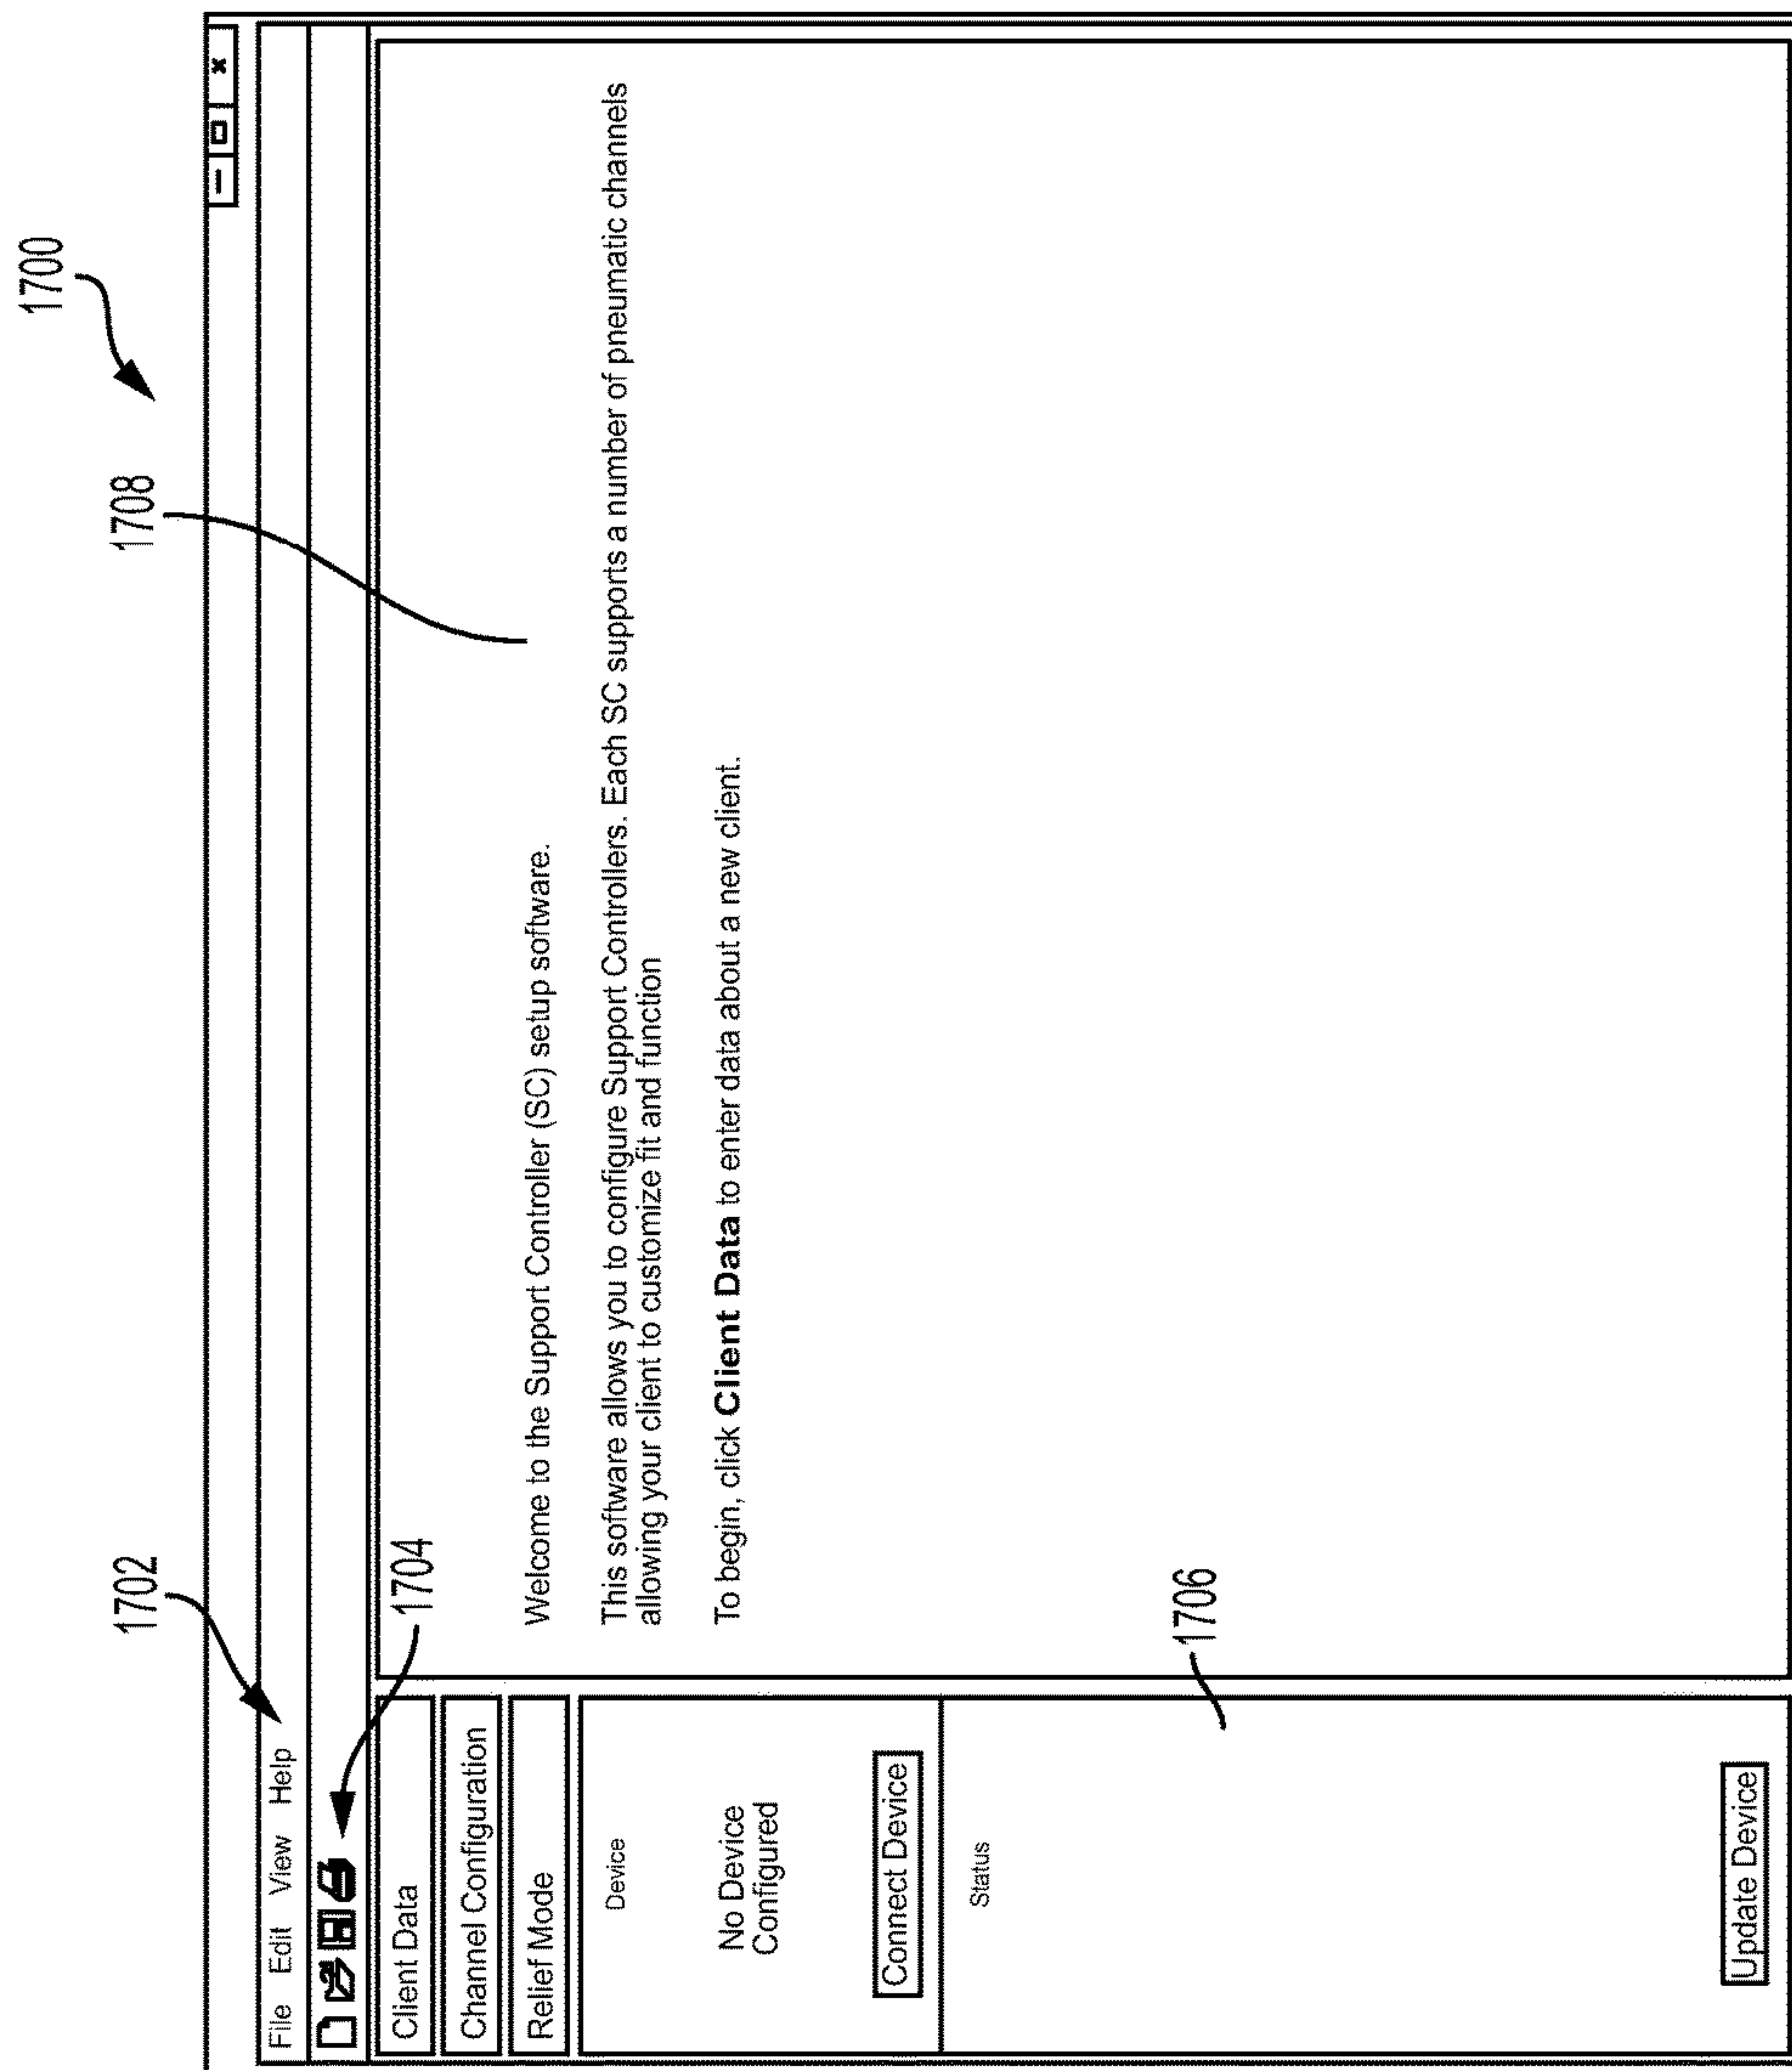 1700
1708
1702
1704
1706
File Edit View Help
Client Data
Channel Configuration
Relief Mode
Device
No Device
Configured
Connect Device
Status
Update Device
Welcome to the Support Controller (SC) setup software.
This software allows you to configure Support Controllers. Each SC supports a number of pneumatic channels
allowing your client to customize fit and function
To begin, click Client Data to enter data about a new client.